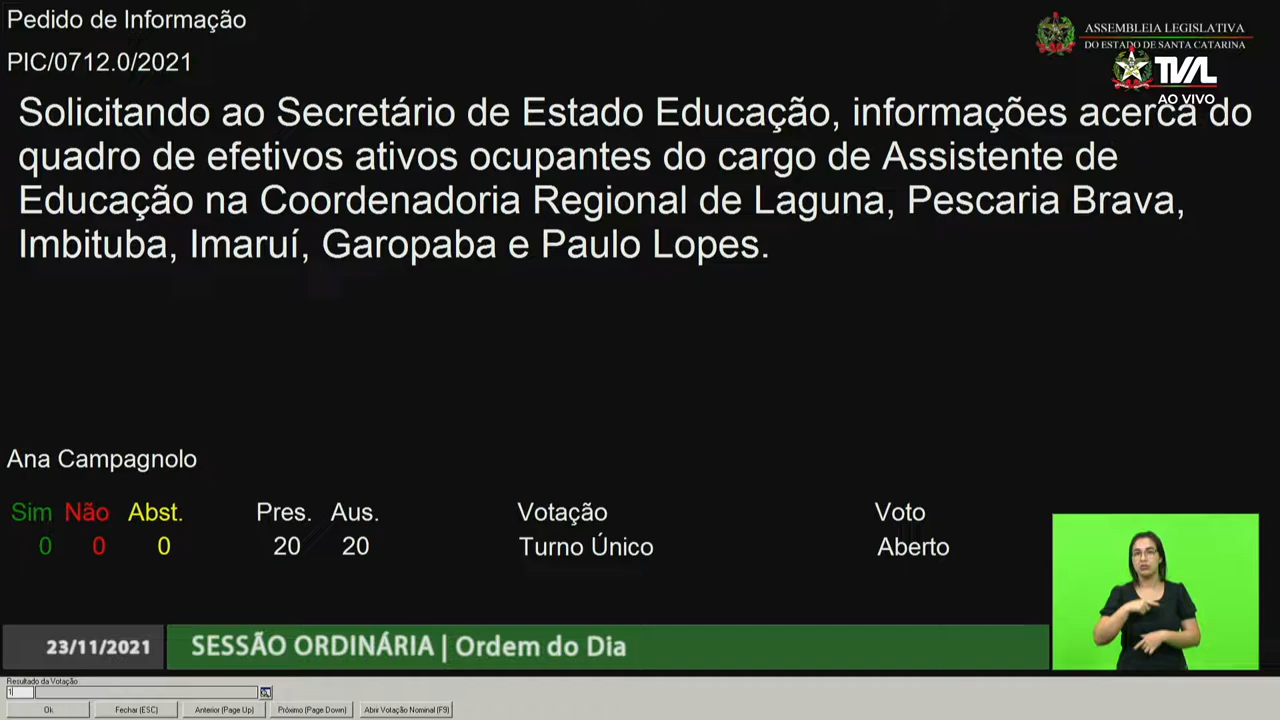 Pedido de Informação
PIC/0712.0/2021
ASSEMBLEIA LEGISLATIVA
DO ESTADO DE SANTA CATARINA
TVAL
AO VIVO
Solicitando ao Secretário de Estado Educação, informações acerca do
quadro de efetivos ativos ocupantes do cargo de Assistente de
Educação na Coordenadoria Regional de Laguna, Pescaria Brava,
Imbituba, Imaruí, Garopaba e Paulo Lopes.
Ana Campagnolo
Sim Não Abst. Pres. Aus. Votação Voto
0 0 0 20 20 Turno Único Aberto
23/11/2021 SESSÃO ORDINÁRIA | Ordem do Dia
Resultado da Votação
1
Ok Fechar (ESC) Anterior (Page Up) Próximo (Page Down) Abrir Votação Nominal (F9)